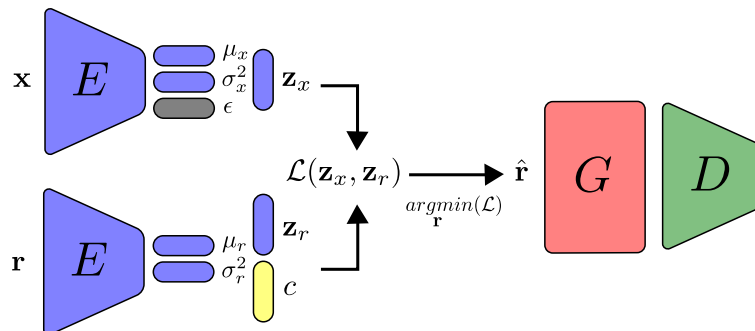 x E μ_x σ_x^2 ϵ z_x
L(z_x, z_r) r̂ G D
argmin(L)
r
r E μ_r σ_r^2 z_r c